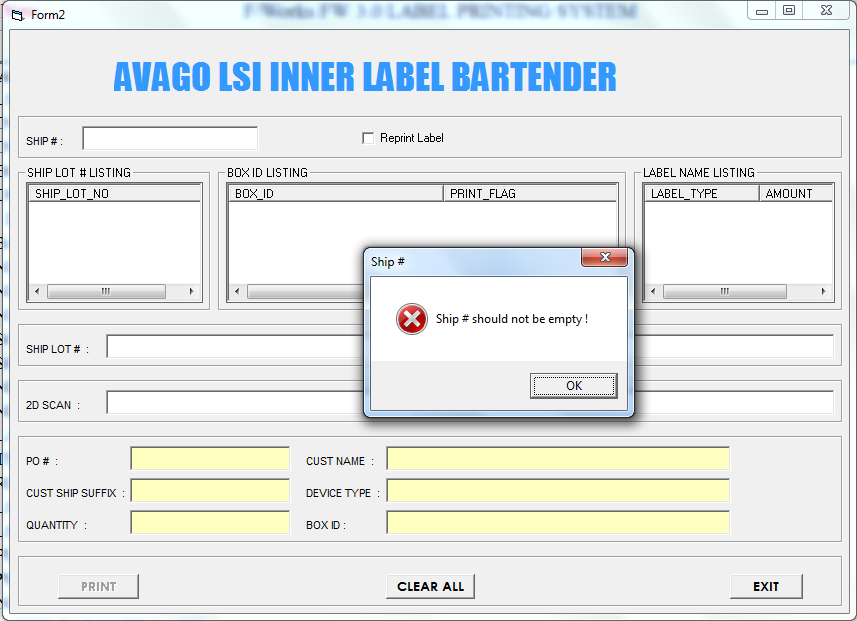 Form2
F/Works FW 3.0 LABEL PRINTING SYSTEM
AVAGO LSI INNER LABEL BARTENDER
SHIP # :
Reprint Label
SHIP LOT # LISTING
BOX ID LISTING
LABEL NAME LISTING
SHIP_LOT_NO
BOX_ID
PRINT_FLAG
LABEL_TYPE
AMOUNT
Ship #
Ship # should not be empty !
OK
SHIP LOT # :
2D SCAN :
PO # :
CUST NAME :
CUST SHIP SUFFIX :
DEVICE TYPE :
QUANTITY :
BOX ID :
PRINT
CLEAR ALL
EXIT